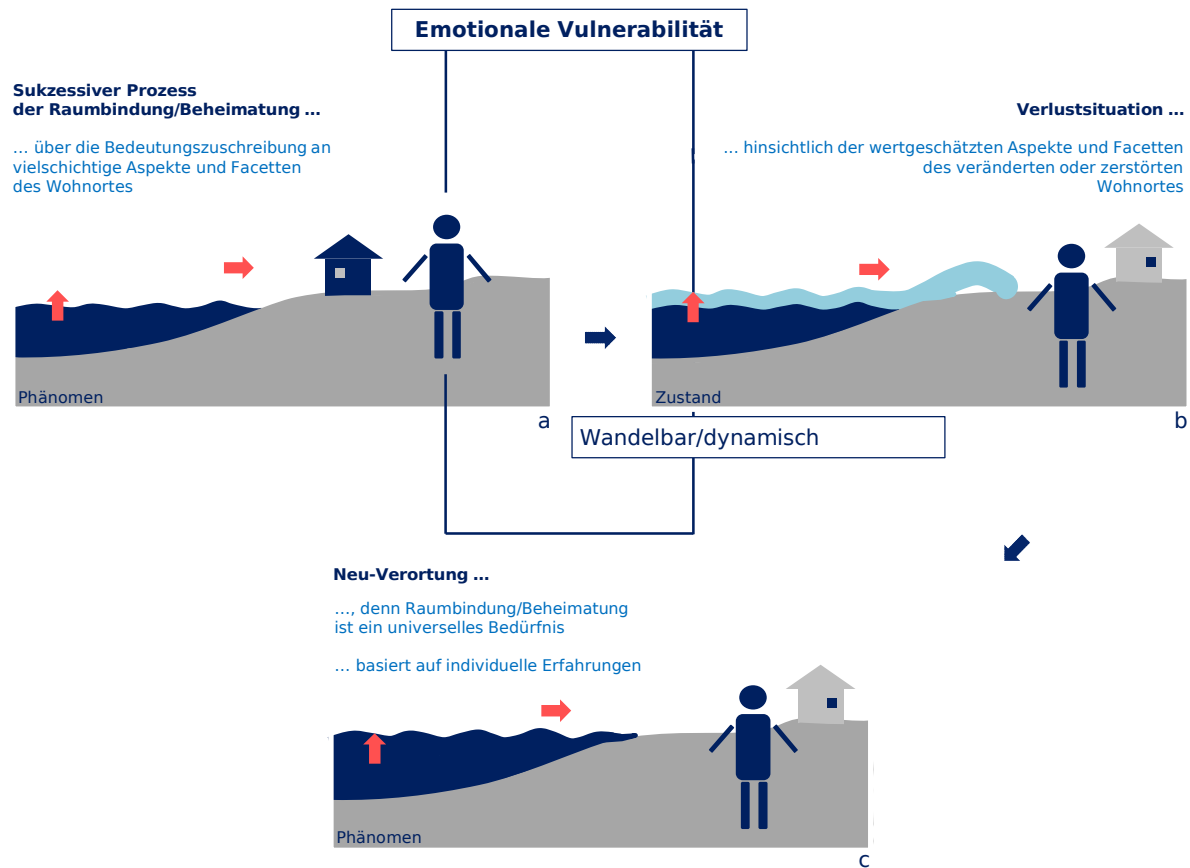 Emotionale Vulnerabilität
Sukzessiver Prozess
der Raumbindung/Beheimatung ...
... über die Bedeutungszuschreibung an
vielschichtige Aspekte und Facetten
des Wohnortes
Phänomen
a
Verlustsituation ...
... hinsichtlich der wertgeschätzten Aspekte und Facetten
des veränderten oder zerstörten
Wohnortes
Zustand
b
Wandelbar/dynamisch
Neu-Verortung ...
..., denn Raumbindung/Beheimatung
ist ein universelles Bedürfnis
... basiert auf individuelle Erfahrungen
Phänomen
c